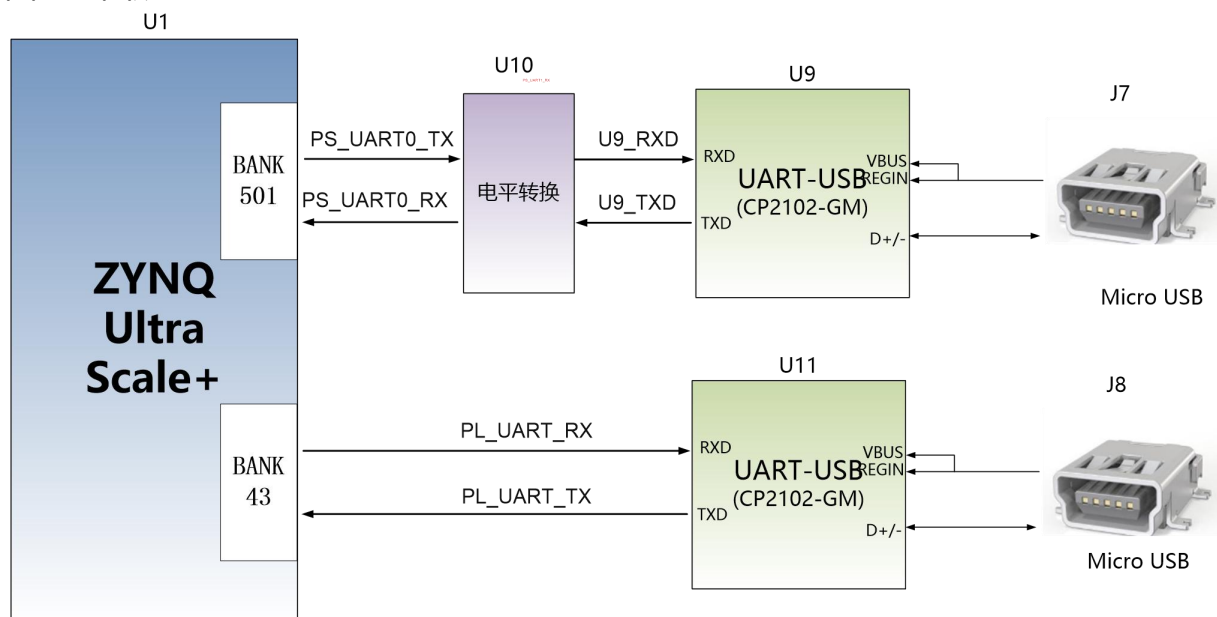 U1
U10
U9
J7
PS_UART0_TX
U9_RXD
BANK
501
RXD
VBUS
REGIN
UART-USB
(CP2102-GM)
电平转换
PS_UART0_RX
U9_TXD
TXD
D+/-
ZYNQ
Ultra
Scale+
Micro USB
U11
J8
PL_UART_RX
RXD
VBUS
REGIN
BANK
43
UART-USB
(CP2102-GM)
PL_UART_TX
TXD
D+/-
Micro USB